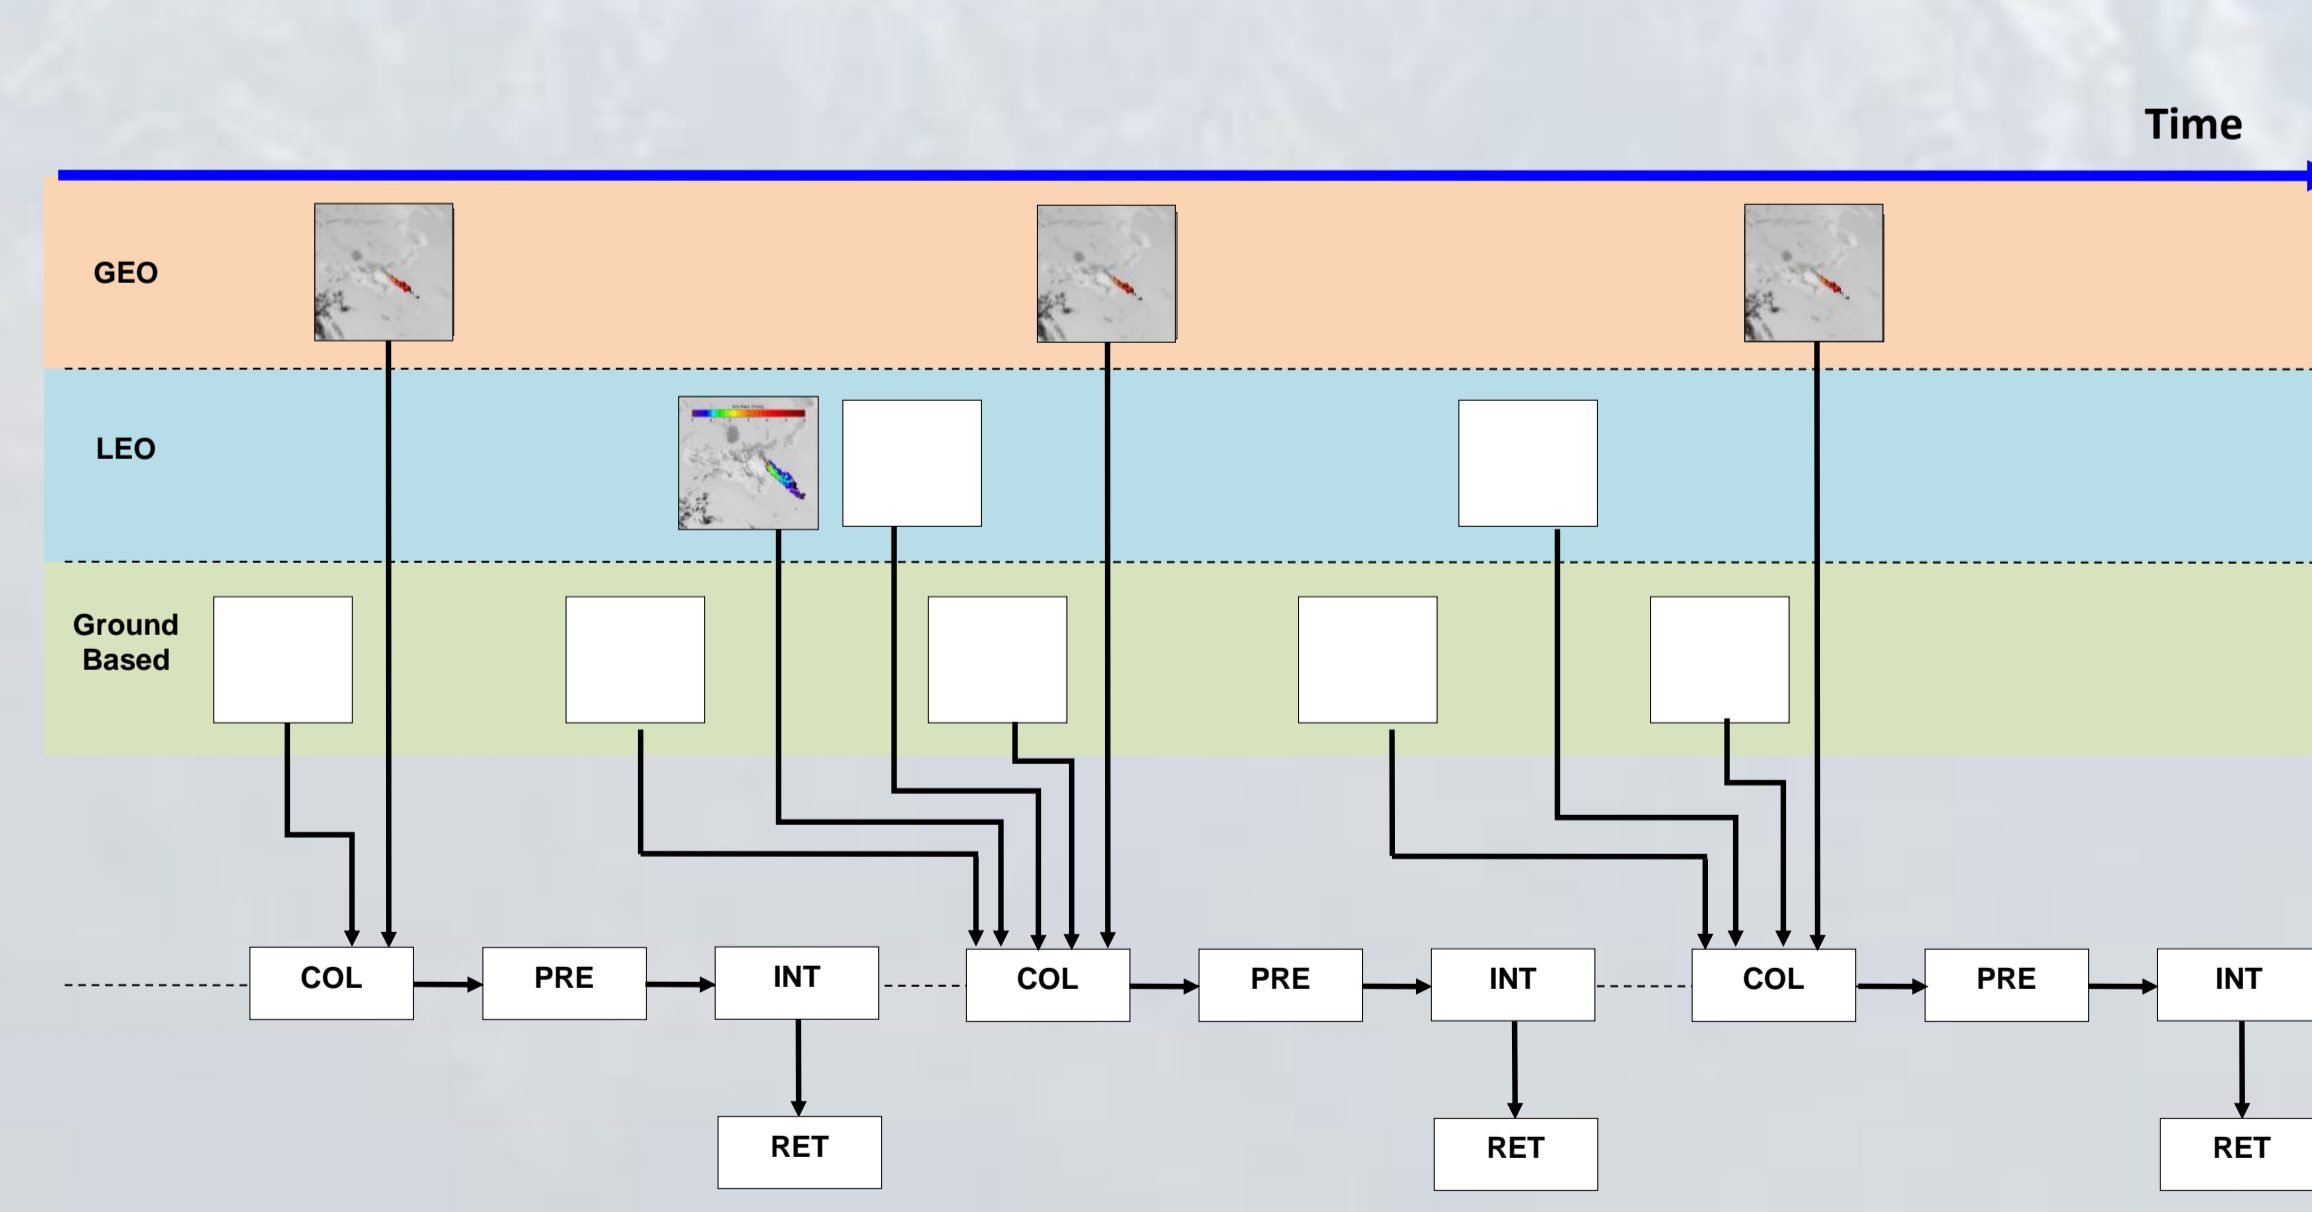 Time
GEO
LEO
Ground
Based
COL
PRE
INT
COL
PRE
INT
COL
PRE
INT
RET
RET
RET